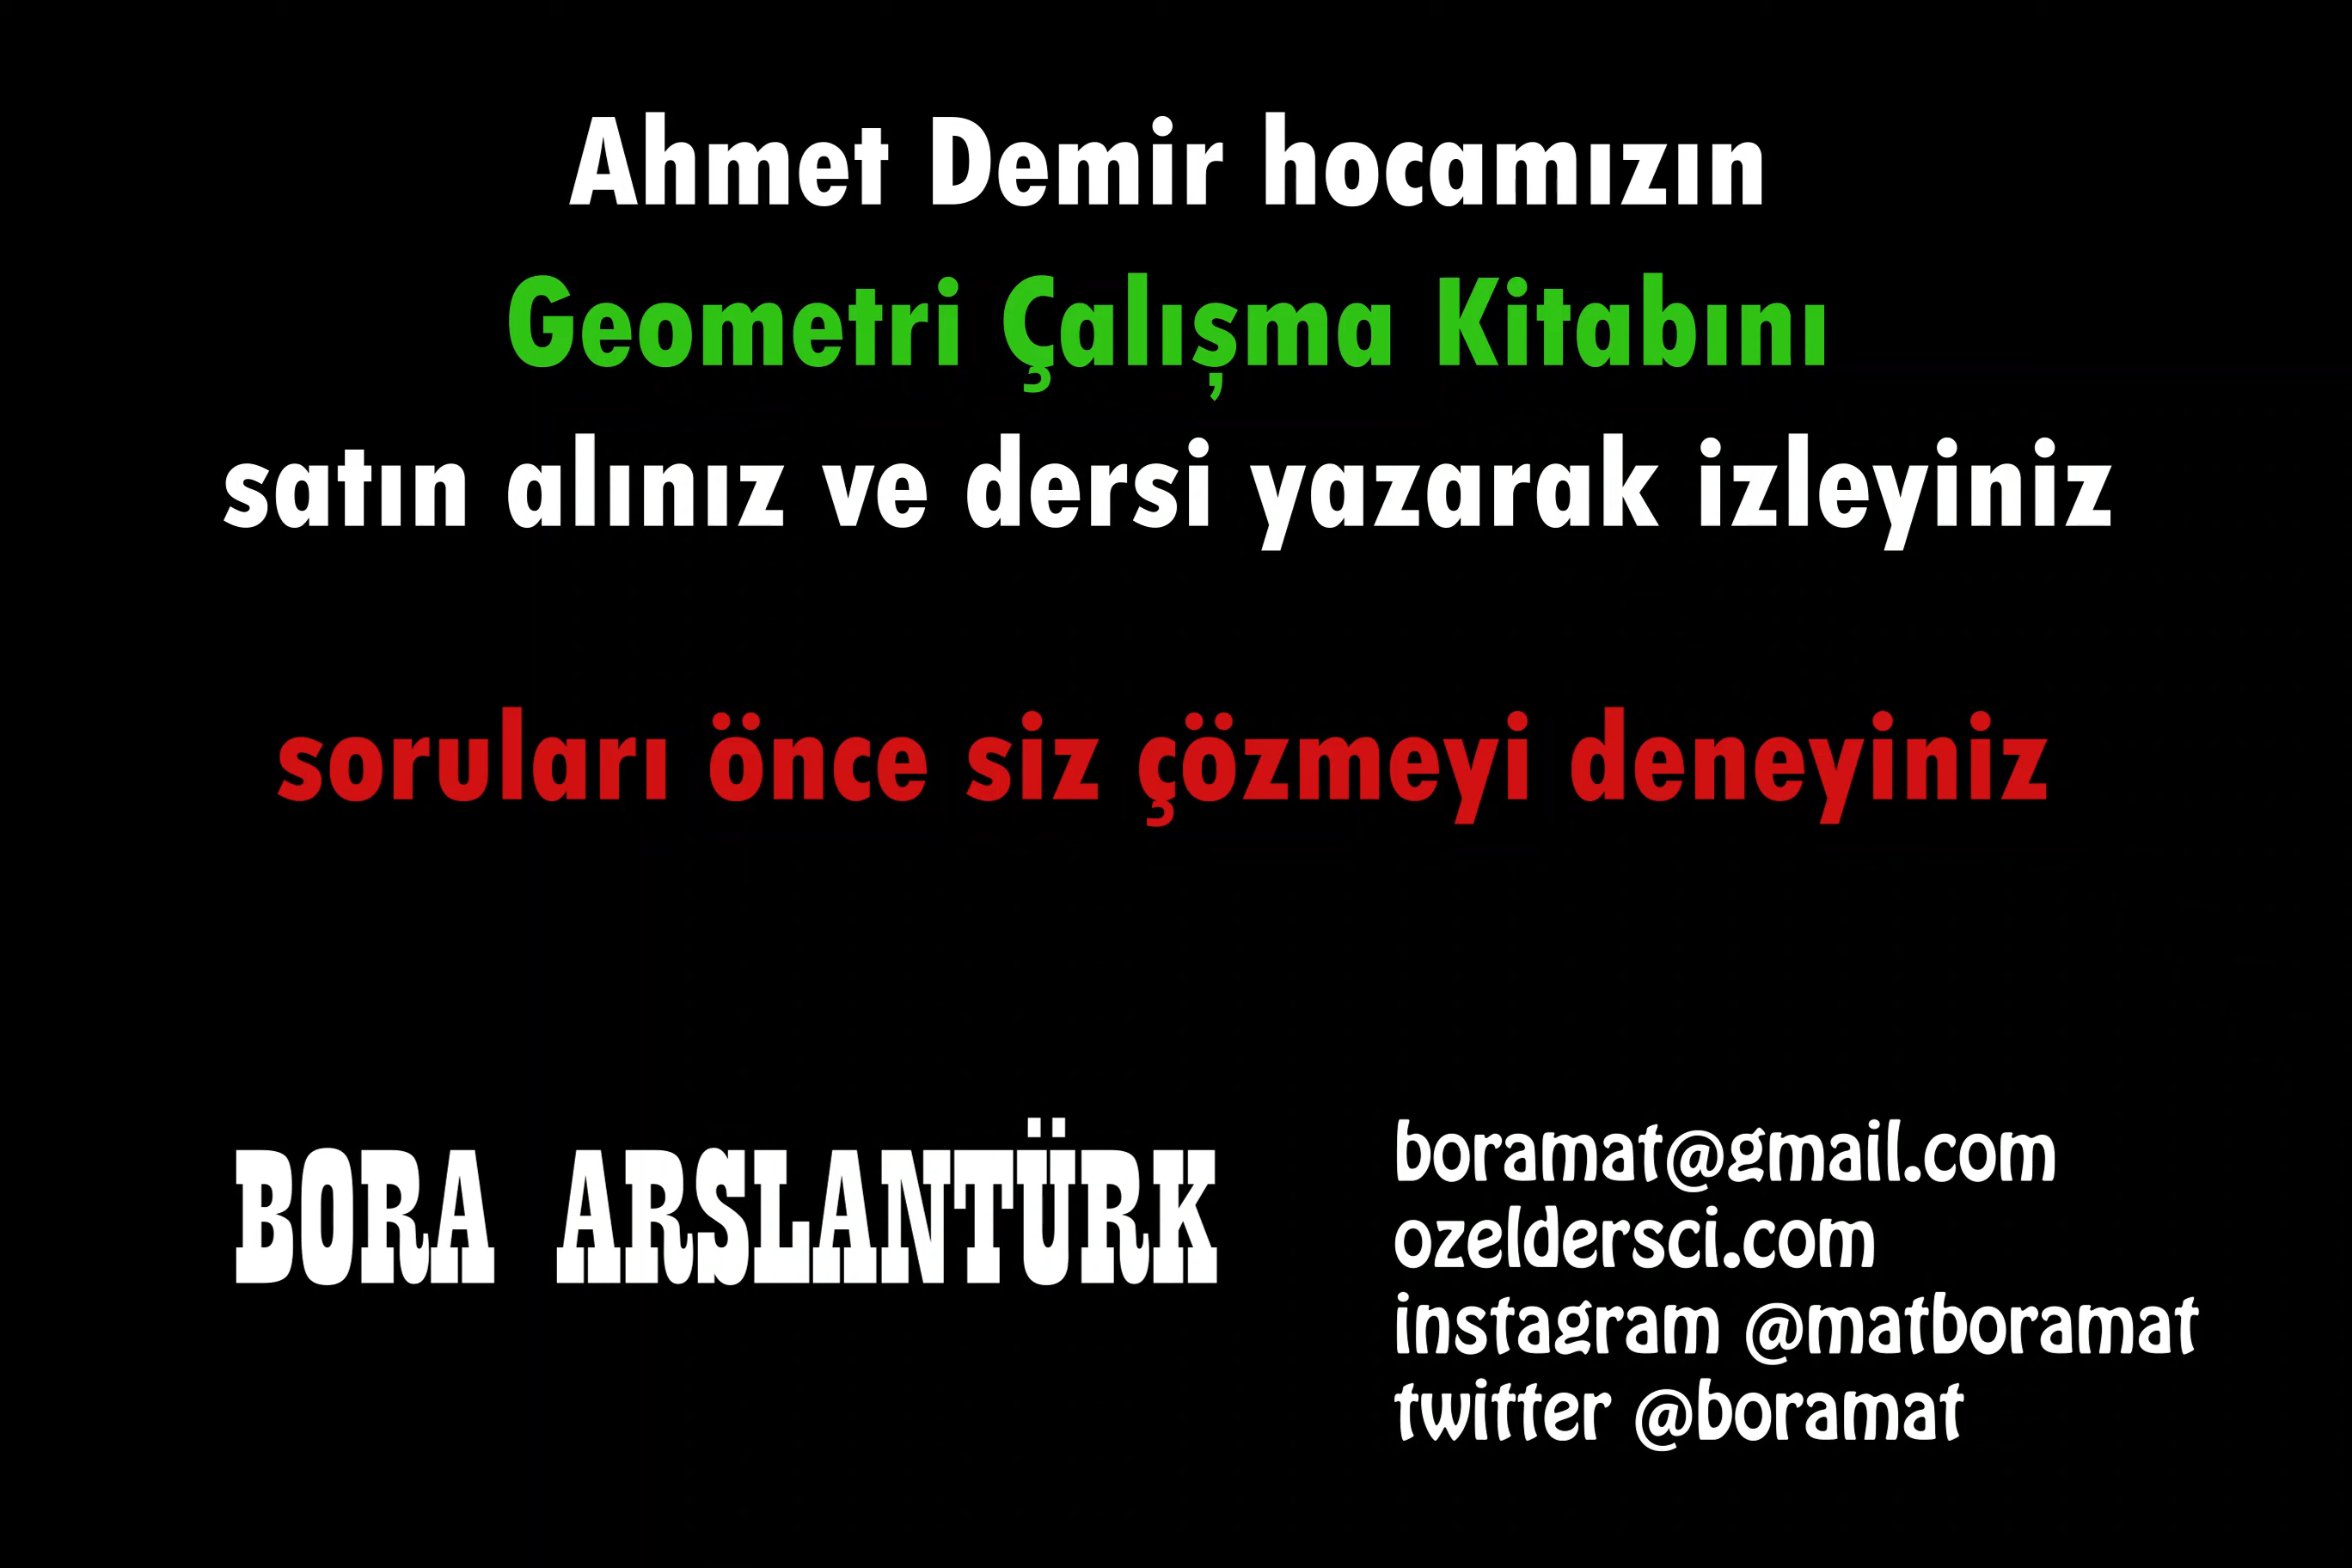 Ahmet Demir hocamızın
Geometri Çalışma Kitabını
satın alınız ve dersi yazarak izleyiniz
soruları önce siz çözmeyi deneyiniz
BORA ARSLANTÜRK
boramat@gmail.com
ozeldersci.com
instagram @matboramat
twitter @boramat